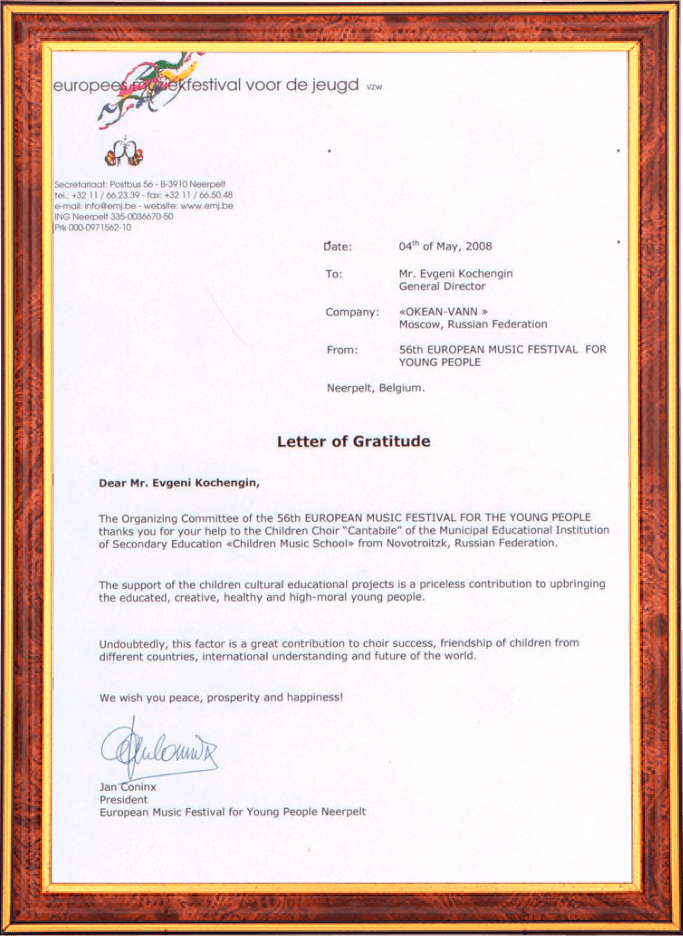 europees muziekfestival voor de jeugd vzw
Secretariaat: Postbus 56 - B-3910 Neerpelt
tel.: +32 11 / 66.23.39 - fax: +32 11 / 66.50.48
e-mail: info@emj.be - website: www.emj.be
ING Neerpelt 335-0036670-50
Prk 000-0971562-10
Date: 04th of May, 2008
To: Mr. Evgeni Kochengin
General Director
Company: «OKEAN-VANN »
Moscow, Russian Federation
From: 56th EUROPEAN MUSIC FESTIVAL FOR
YOUNG PEOPLE
Neerpelt, Belgium.
Letter of Gratitude
Dear Mr. Evgeni Kochengin,
The Organizing Committee of the 56th EUROPEAN MUSIC FESTIVAL FOR THE YOUNG PEOPLE
thanks you for your help to the Children Choir "Cantabile" of the Municipal Educational Institution
of Secondary Education «Children Music School» from Novotroitzk, Russian Federation.
The support of the children cultural educational projects is a priceless contribution to upbringing
the educated, creative, healthy and high-moral young people.
Undoubtedly, this factor is a great contribution to choir success, friendship of children from
different countries, international understanding and future of the world.
We wish you peace, prosperity and happiness!
Jan Coninx
President
European Music Festival for Young People Neerpelt